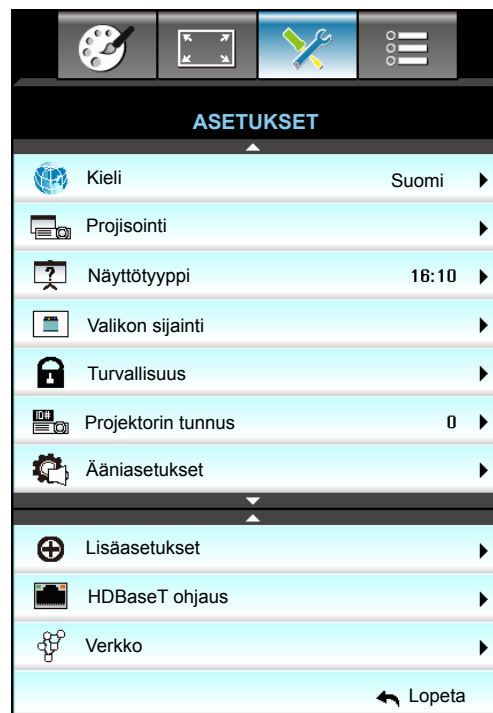 ASETUKSET
Kieli Suomi
Projisointi
? Näyttötyyppi 16:10
Valikon sijainti
Turvallisuus
ID# Projektorin tunnus 0
Ääniasetukset
Lisäasetukset
HDBaseT ohjaus
Verkko
Lopeta